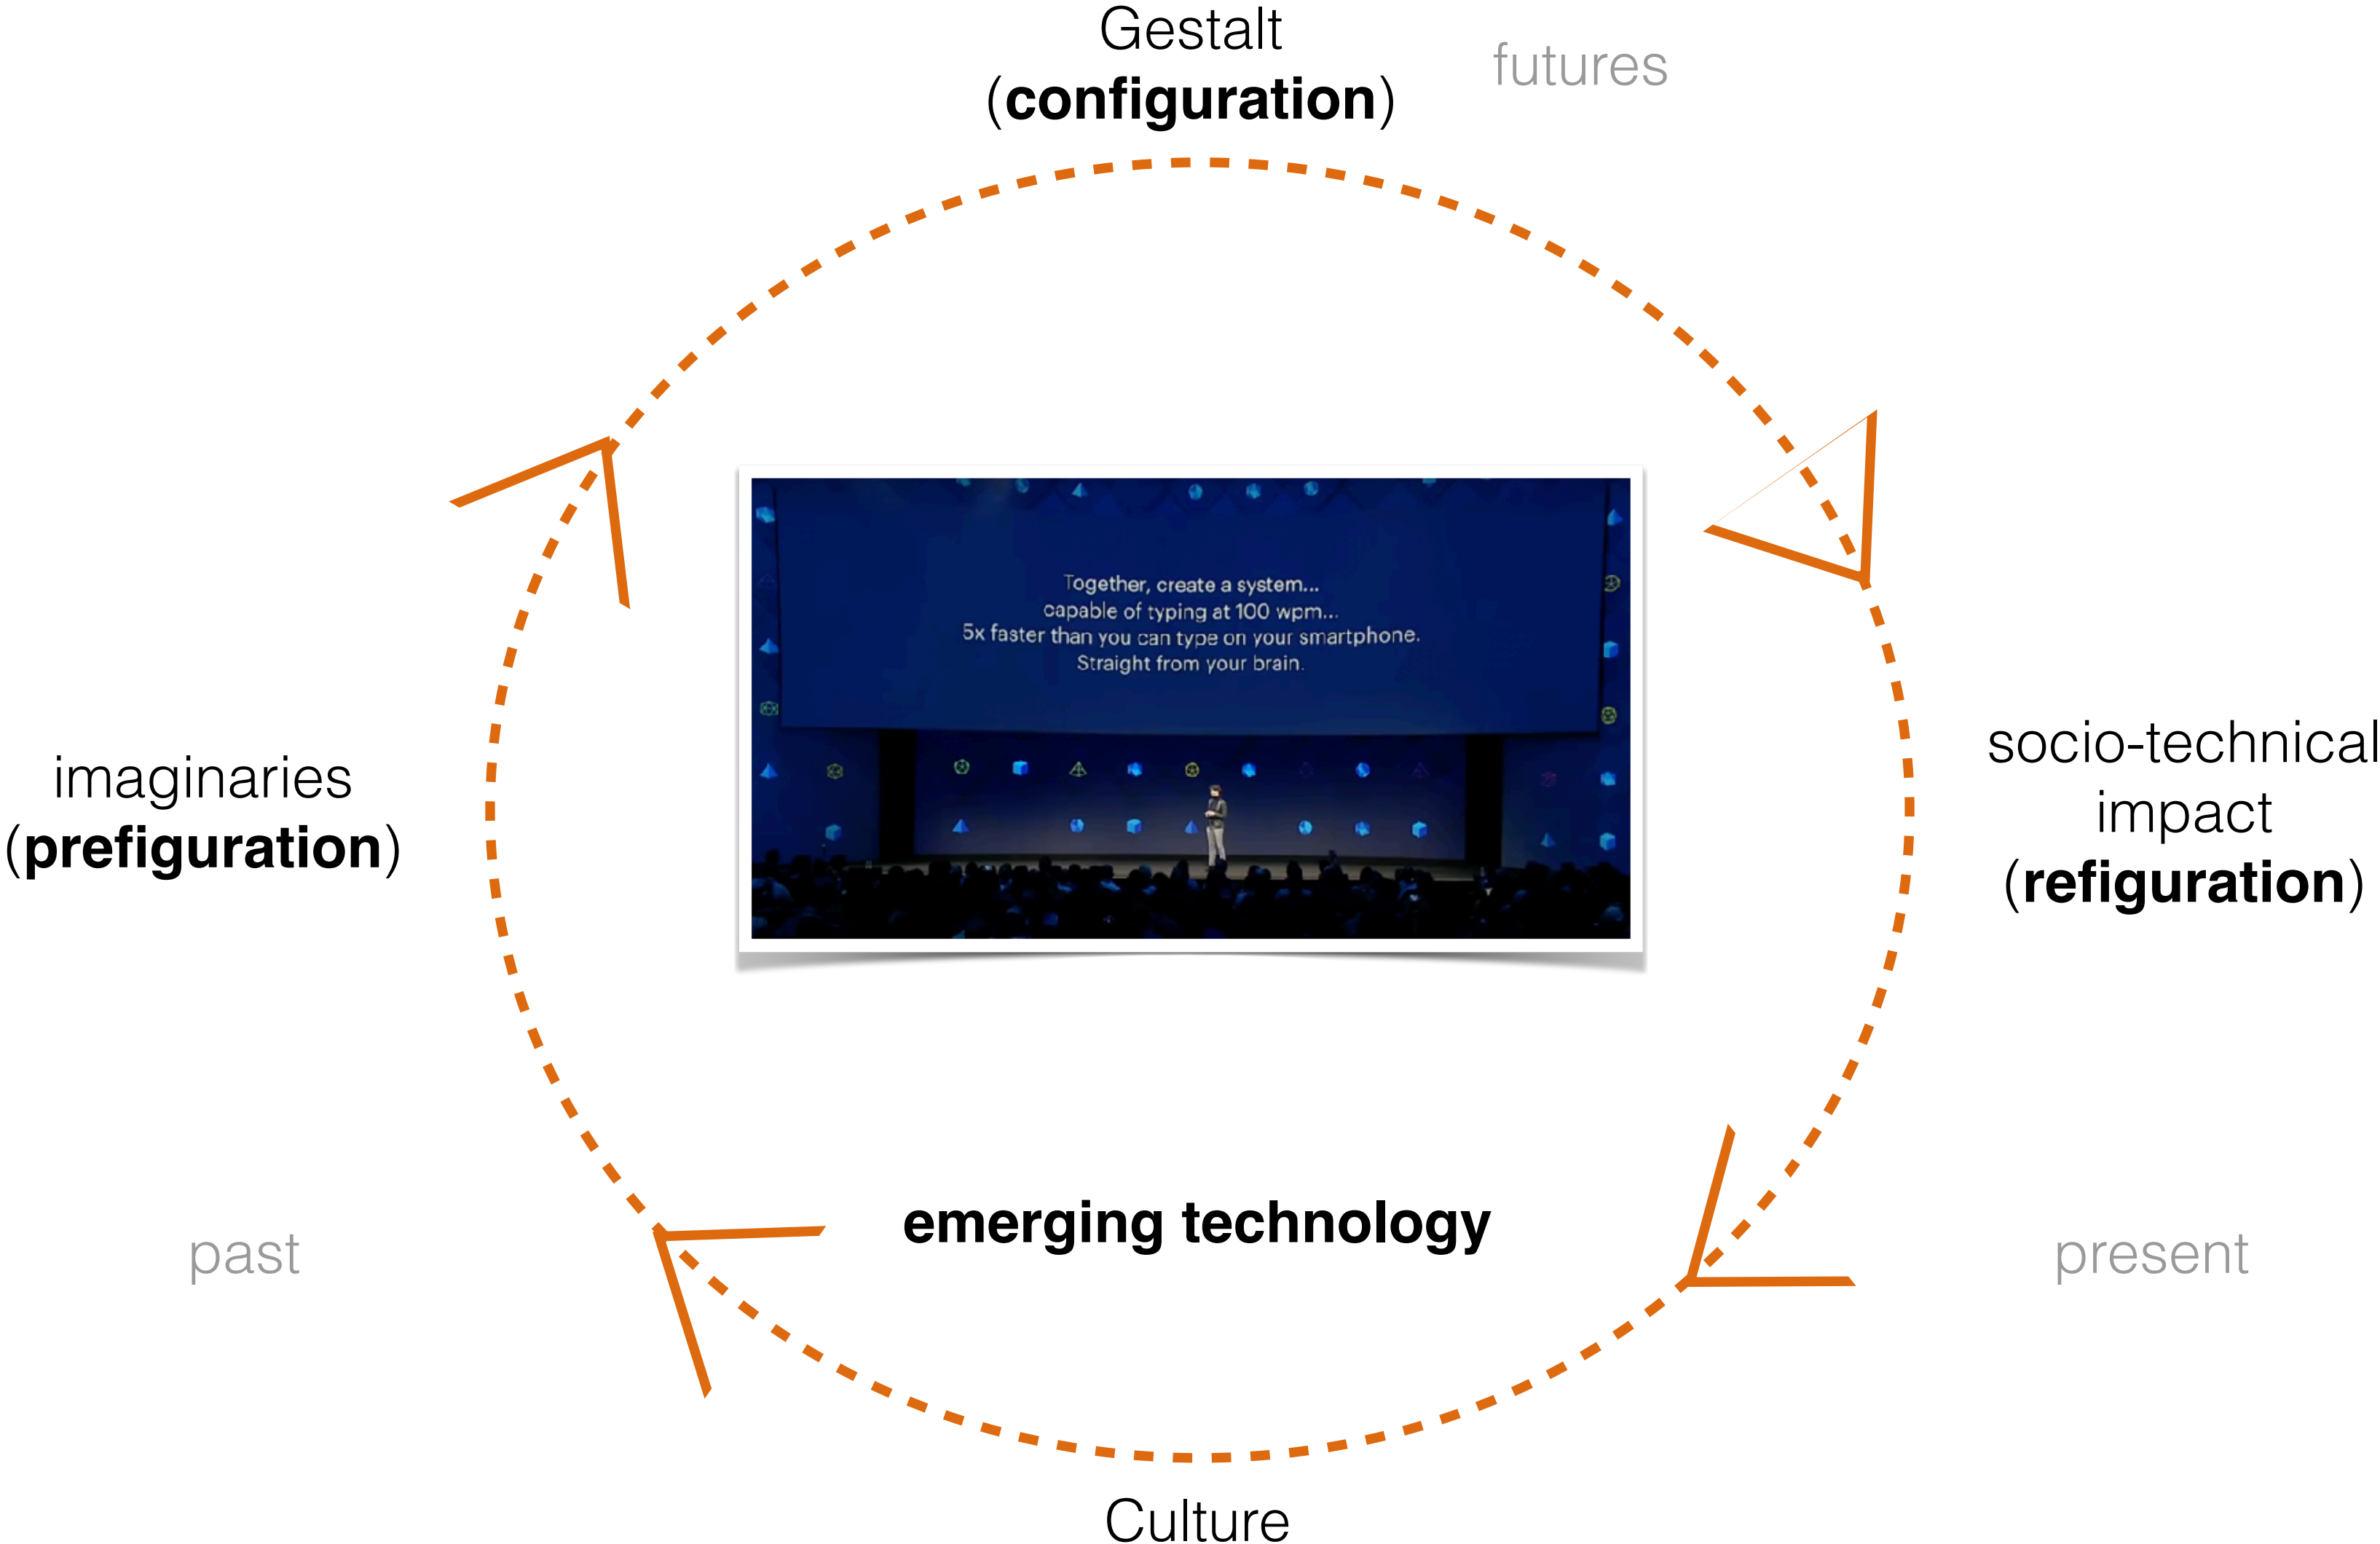 Gestalt
(configuration)
futures
Together, create a system...
capable of typing at 100 wpm...
5x faster than you can type on your smartphone.
Straight from your brain.
imaginaries
(prefiguration)
socio-technical
impact
(refiguration)
emerging technology
past
present
Culture